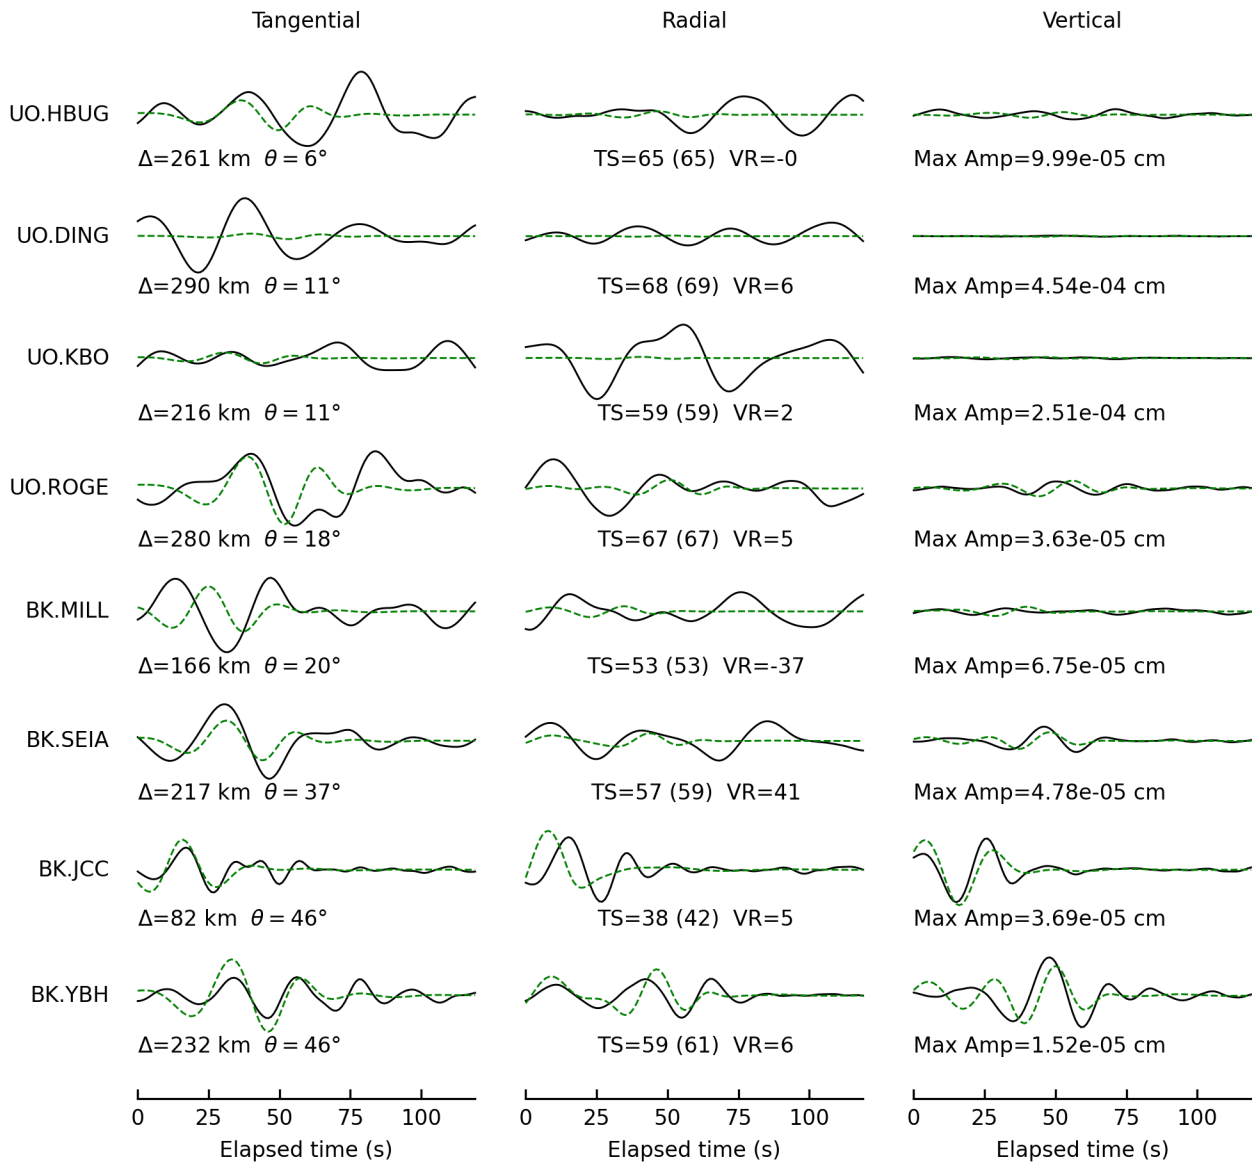 Tangential Radial Vertical
UO.HBUG
Δ=261 km θ = 6° TS=65 (65) VR=-0 Max Amp=9.99e-05 cm
UO.DING
Δ=290 km θ = 11° TS=68 (69) VR=6 Max Amp=4.54e-04 cm
UO.KBO
Δ=216 km θ = 11° TS=59 (59) VR=2 Max Amp=2.51e-04 cm
UO.ROGE
Δ=280 km θ = 18° TS=67 (67) VR=5 Max Amp=3.63e-05 cm
BK.MILL
Δ=166 km θ = 20° TS=53 (53) VR=-37 Max Amp=6.75e-05 cm
BK.SEIA
Δ=217 km θ = 37° TS=57 (59) VR=41 Max Amp=4.78e-05 cm
BK.JCC
Δ=82 km θ = 46° TS=38 (42) VR=5 Max Amp=3.69e-05 cm
BK.YBH
Δ=232 km θ = 46° TS=59 (61) VR=6 Max Amp=1.52e-05 cm
0 25 50 75 100 0 25 50 75 100 0 25 50 75 100
Elapsed time (s) Elapsed time (s) Elapsed time (s)